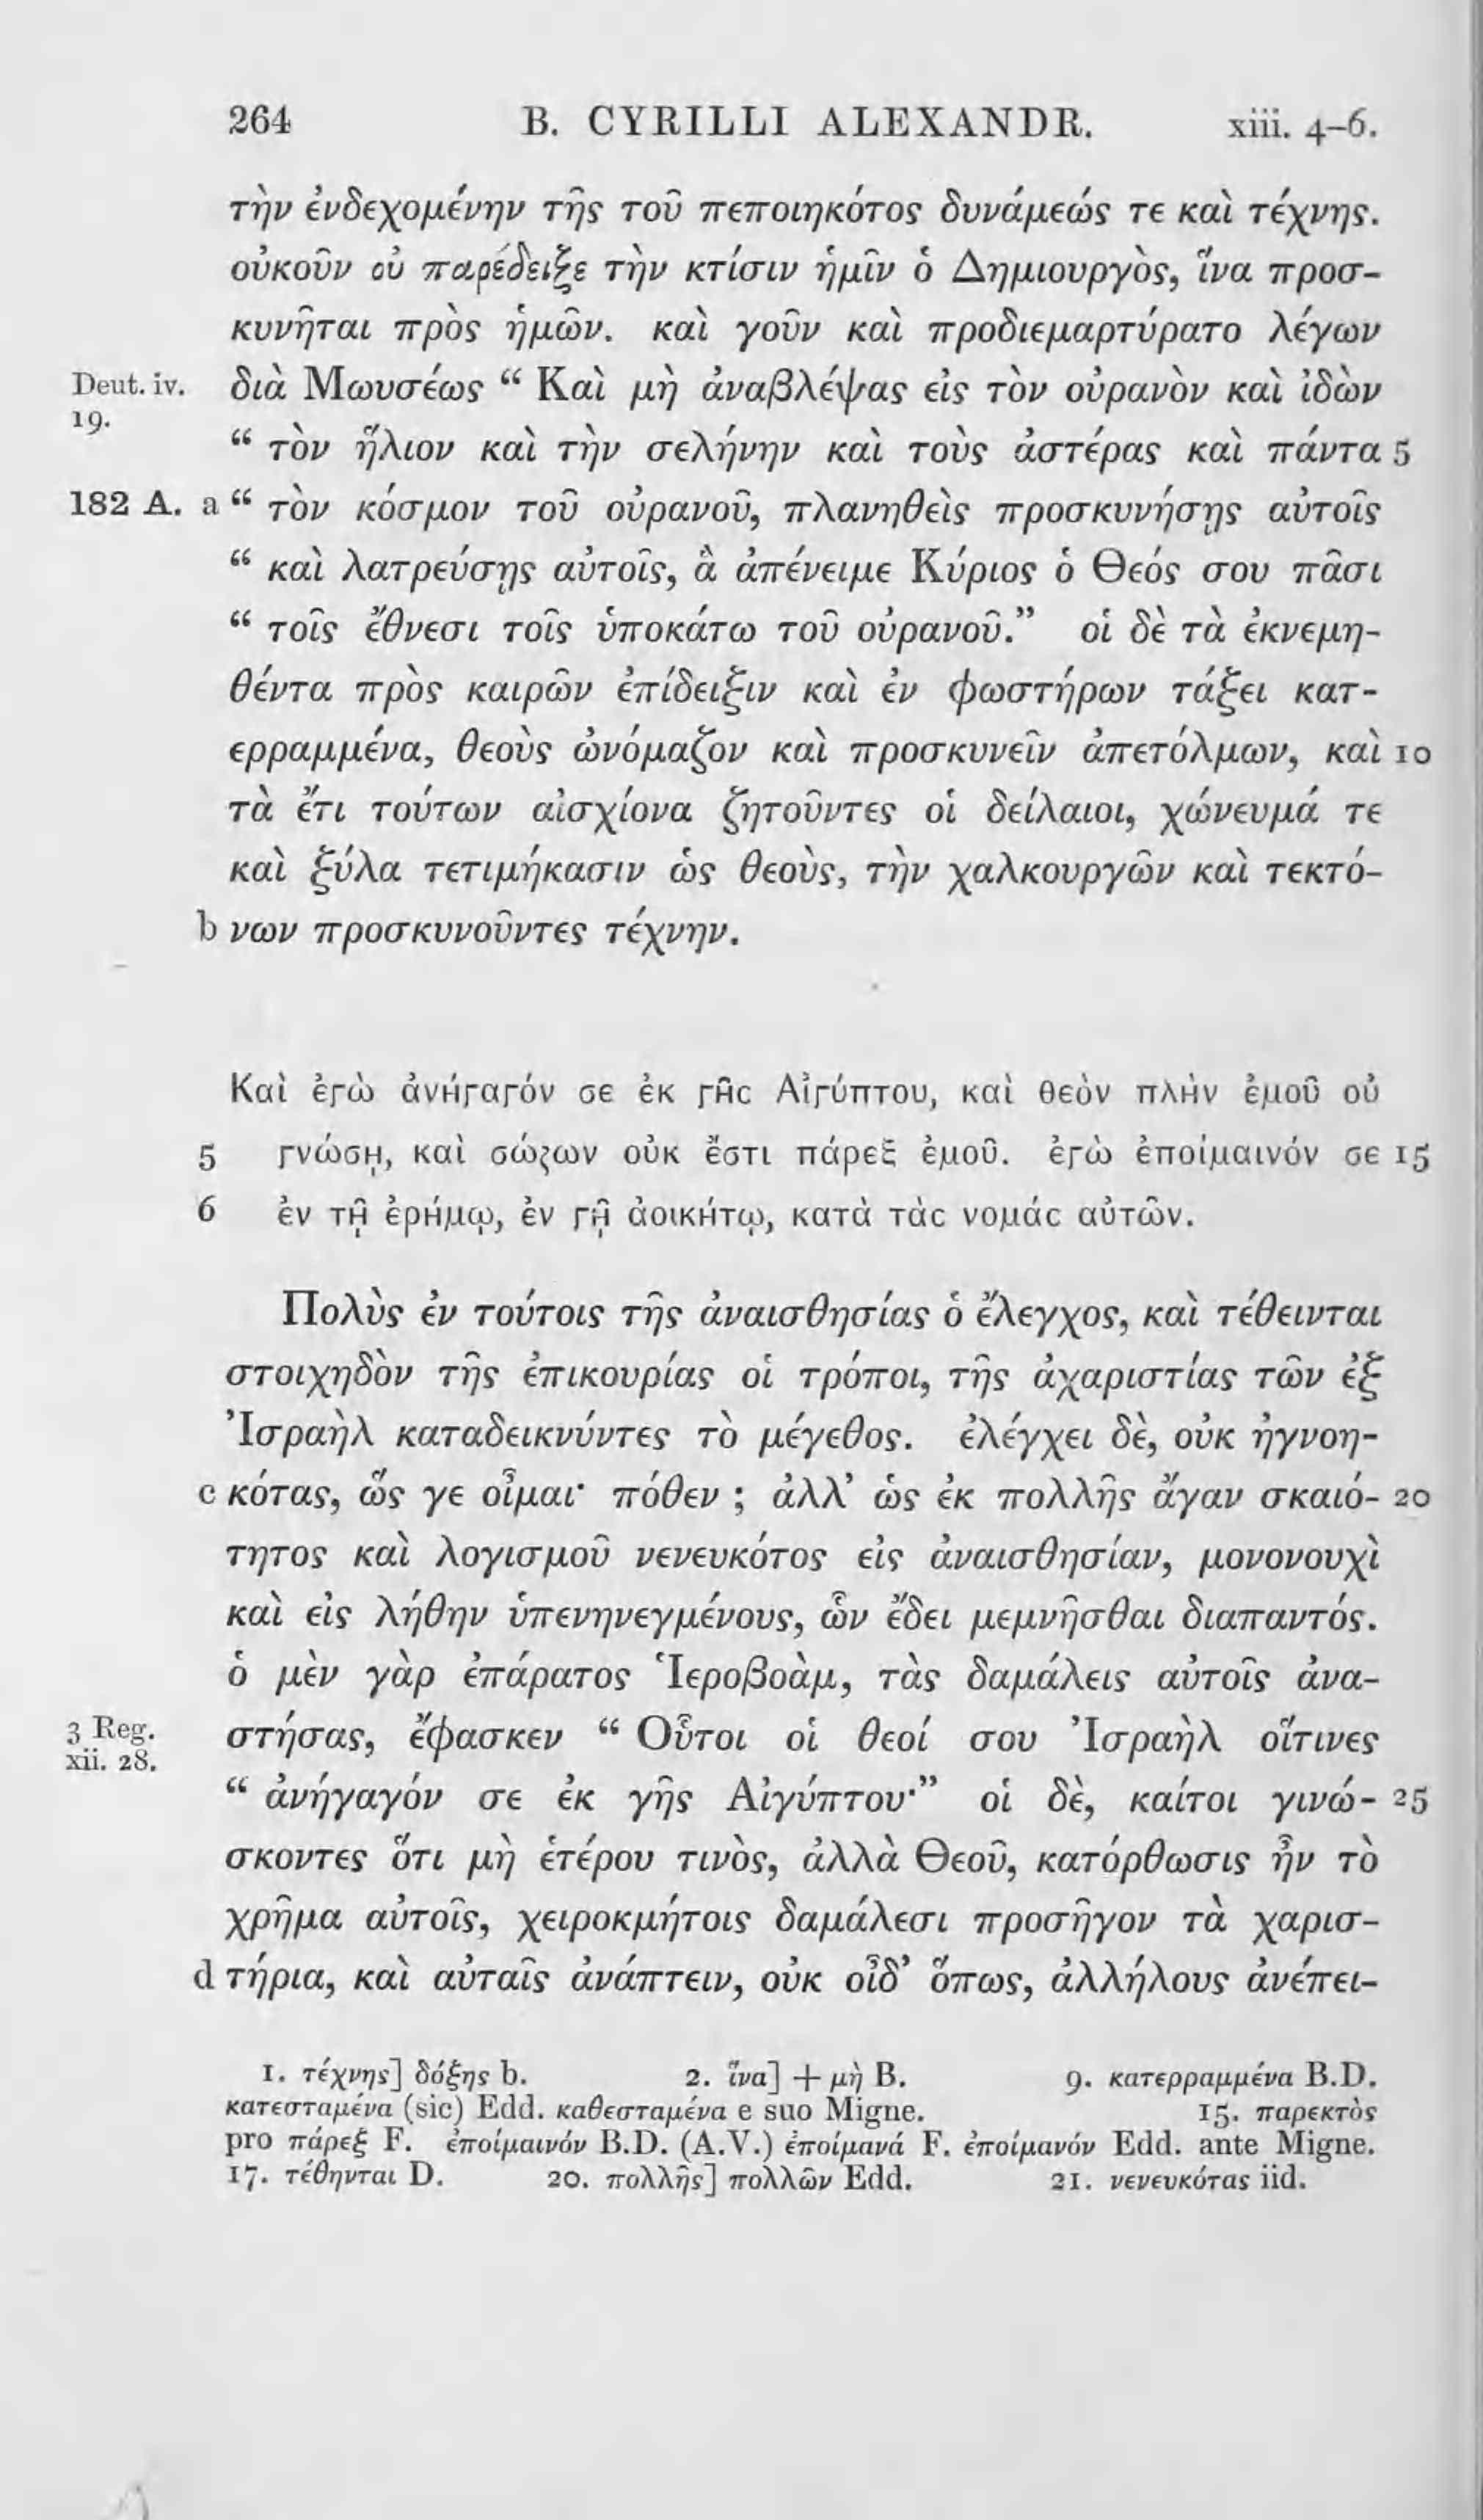 264 B. CYRILLI ALEXANDR. xiii. 4–6.
τὴν ἐνδεχομένην τῆς τοῦ πεποιηκότος δυνάμεώς τε καὶ τέχνης.
οὐκοῦν οὐ παρέδειξε τὴν κτίσιν ἡμῖν ὁ Δημιουργὸς, ἵνα προσ-
κυνῆται πρὸς ἡμῶν. καὶ γοῦν καὶ προδιεμαρτύρατο λέγων
Deut. iv. 19. διὰ Μωυσέως “ Καὶ μὴ ἀναβλέψας εἰς τὸν οὐρανὸν καὶ ἰδὼν
“ τὸν ἥλιον καὶ τὴν σελήνην καὶ τοὺς ἀστέρας καὶ πάντα 5
182 A. a “ τὸν κόσμον τοῦ οὐρανοῦ, πλανηθεὶς προσκυνήσῃς αὐτοῖς
“ καὶ λατρεύσῃς αὐτοῖς, ἃ ἀπένειμε Κύριος ὁ Θεός σου πᾶσι
“ τοῖς ἔθνεσι τοῖς ὑποκάτω τοῦ οὐρανοῦ.” οἱ δὲ τὰ ἐκνεμη-
θέντα πρὸς καιρῶν ἐπίδειξιν καὶ ἐν φωστήρων τάξει κατ-
ερραμμένα, θεοὺς ὠνόμαζον καὶ προσκυνεῖν ἀπετόλμων, καὶ 10
τὰ ἔτι τούτων αἰσχίονα ζητοῦντες οἱ δείλαιοι, χώνευμά τε
καὶ ξύλα τετιμήκασιν ὡς θεοὺς, τὴν χαλκουργῶν καὶ τεκτό-
b νων προσκυνοῦντες τέχνην.
Καὶ ἐγὼ ἀνήγαγόν σε ἐκ γῆς Αἰγύπτου, καὶ θεὸν πλὴν ἐμοῦ οὐ
5 γνώσῃ, καὶ σώζων οὐκ ἔστι πάρεξ ἐμοῦ. ἐγὼ ἐποίμαινόν σε 15
6 ἐν τῇ ἐρήμῳ, ἐν γῇ ἀοικήτῳ, κατὰ τὰς νομάς αὐτῶν.
Πολὺς ἐν τούτοις τῆς ἀναισθησίας ὁ ἔλεγχος, καὶ τέθεινται
στοιχηδὸν τῆς ἐπικουρίας οἱ τρόποι, τῆς ἀχαριστίας τῶν ἐξ
Ἰσραὴλ καταδεικνύντες τὸ μέγεθος. ἐλέγχει δὲ, οὐκ ἠγνοη-
c κότας, ὥς γε οἶμαι· πόθεν ; ἀλλ’ ὡς ἐκ πολλῆς ἄγαν σκαιό- 20
τητος καὶ λογισμοῦ νενευκότος εἰς ἀναισθησίαν, μονονουχὶ
καὶ εἰς λήθην ὑπενηνεγμένους, ὧν ἔδει μεμνῆσθαι διαπαντός.
ὁ μὲν γὰρ ἐπάρατος Ἱεροβοὰμ, τὰς δαμάλεις αὐτοῖς ἀνα-
3 Reg. xii. 28. στήσας, ἔφασκεν “ Οὗτοι οἱ θεοί σου Ἰσραὴλ οἵτινες
“ ἀνήγαγόν σε ἐκ γῆς Αἰγύπτου·” οἱ δὲ, καίτοι γινώ- 25
σκοντες ὅτι μὴ ἑτέρου τινὸς, ἀλλὰ Θεοῦ, κατόρθωσις ἦν τὸ
χρῆμα αὐτοῖς, χειροκμήτοις δαμάλεσι προσῆγον τὰ χαρισ-
d τήρια, καὶ αὐταῖς ἀνάπτειν, οὐκ οἶδ’ ὅπως, ἀλλήλους ἀνέπει-
1. τέχνης] δόξης b. 2. ἵνα] + μὴ B. 9. κατερραμμένα B.D.
κατεσταμένα (sic) Edd. καθεσταμένα e suo Migne. 15. παρεκτὸς
pro πάρεξ F. ἐποίμαινόν B.D. (A.V.) ἐποίμανά F. ἐποίμανόν Edd. ante Migne.
17. τέθηνται D. 20. πολλῆς] πολλῶν Edd. 21. νενευκότας iid.